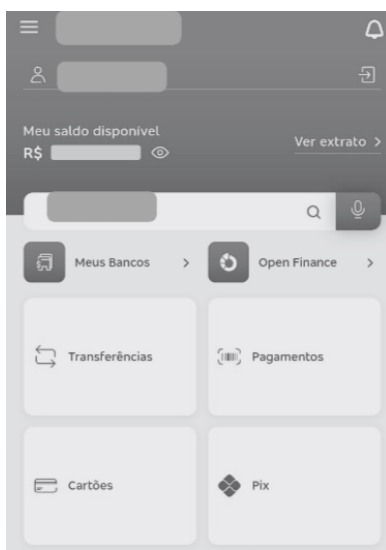 Meu saldo disponível
R$
Ver extrato >
Meus Bancos >
Open Finance >
Transferências
Pagamentos
Cartões
Pix